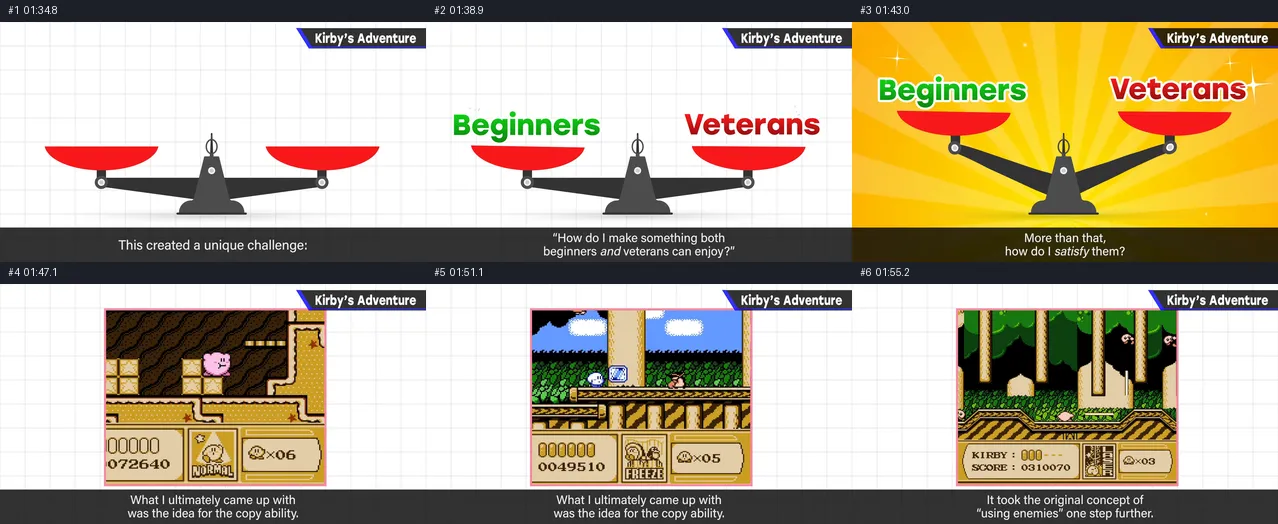 #1 01:34.8
Kirby's Adventure
This created a unique challenge:
#2 01:38.9
Kirby's Adventure
Beginners
Veterans
“How do I make something both
beginners and veterans can enjoy?”
#3 01:43.0
Kirby's Adventure
Beginners
Veterans
More than that,
how do I satisfy them?
#4 01:47.1
Kirby's Adventure
00000
072640
NORMAL
×06
What I ultimately came up with
was the idea for the copy ability.
#5 01:51.1
Kirby's Adventure
0049510
FREEZE
×05
What I ultimately came up with
was the idea for the copy ability.
#6 01:55.2
Kirby's Adventure
KIRBY :
SCORE : 0310070
×03
It took the original concept of
“using enemies” one step further.